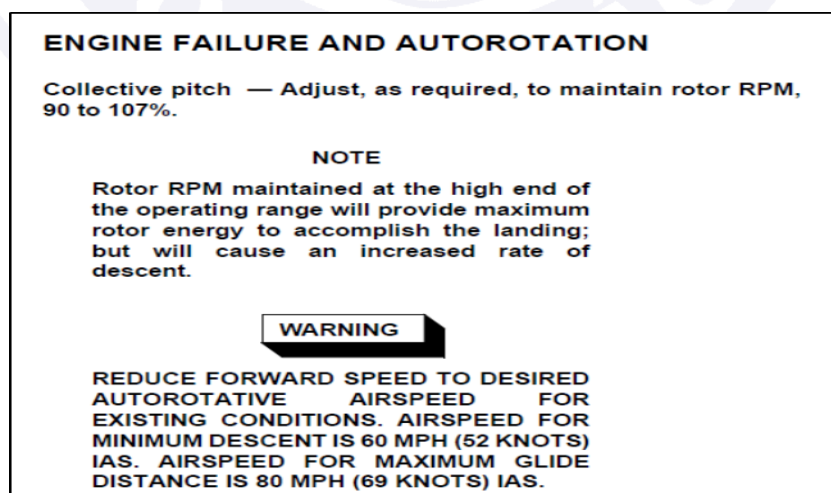 ENGINE FAILURE AND AUTOROTATION
Collective pitch — Adjust, as required, to maintain rotor RPM,
90 to 107%.
NOTE
Rotor RPM maintained at the high end of
the operating range will provide maximum
rotor energy to accomplish the landing;
but will cause an increased rate of
descent.
WARNING
REDUCE FORWARD SPEED TO DESIRED
AUTOROTATIVE AIRSPEED FOR
EXISTING CONDITIONS. AIRSPEED FOR
MINIMUM DESCENT IS 60 MPH (52 KNOTS)
IAS. AIRSPEED FOR MAXIMUM GLIDE
DISTANCE IS 80 MPH (69 KNOTS) IAS.